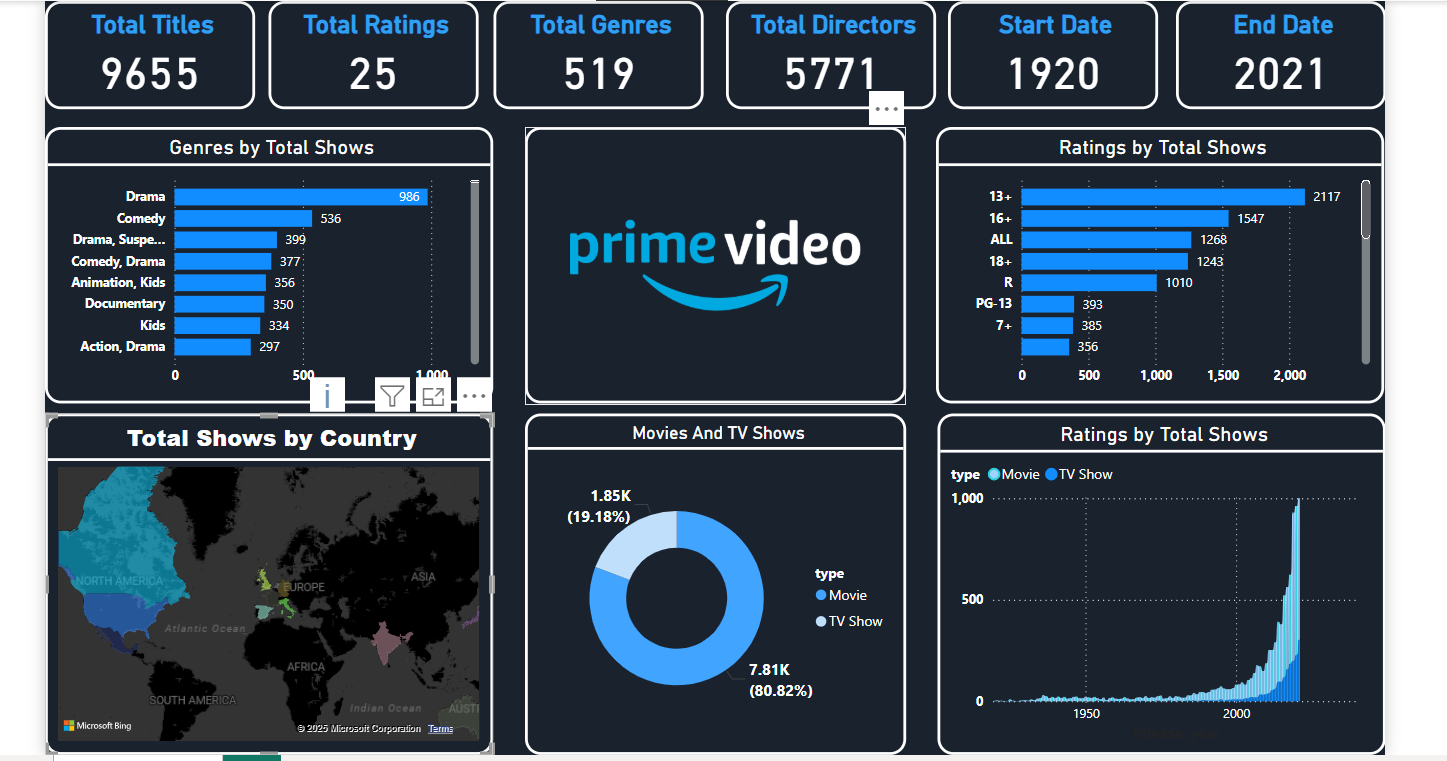 Total Titles
9655
Total Ratings
25
Total Genres
519
Total Directors
5771
Start Date
1920
End Date
2021
Genres by Total Shows
Drama 986
Comedy 536
Drama, Suspe... 399
Comedy, Drama 377
Animation, Kids 356
Documentary 350
Kids 334
Action, Drama 297
0 500 1,000
prime video
Ratings by Total Shows
13+ 2117
16+ 1547
ALL 1268
18+ 1243
R 1010
PG-13 393
7+ 385
356
0 500 1,000 1,500 2,000
Total Shows by Country
NORTH AMERICA
EUROPE
ASIA
Atlantic Ocean
AFRICA
SOUTH AMERICA
Indian Ocean
AUSTI
Microsoft Bing
© 2025 Microsoft Corporation Terms
Movies And TV Shows
1.85K
(19.18%)
type
Movie
TV Show
7.81K
(80.82%)
Ratings by Total Shows
type Movie TV Show
1,000
500
0
1950 2000